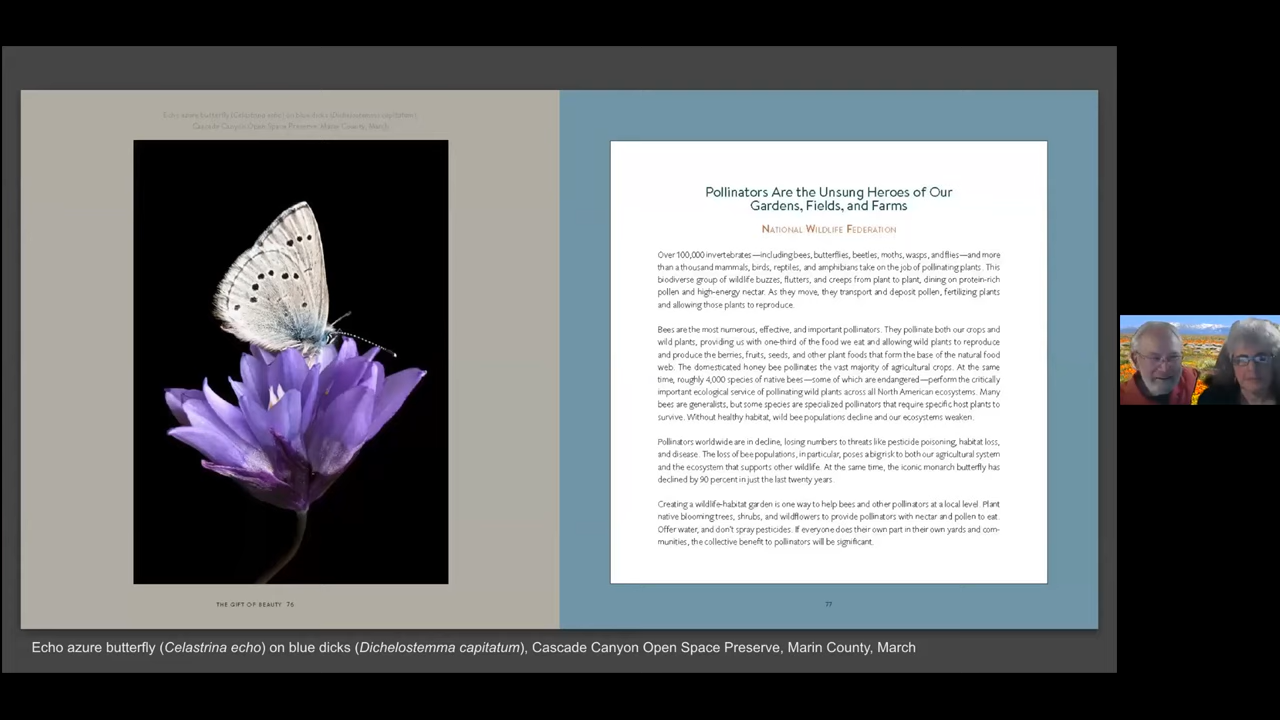 Echo azure butterfly (Celastrina echo) on blue dicks (Dichelostemma capitatum)
Cascade Canyon Open Space Preserve, Marin County, March
Pollinators Are the Unsung Heroes of Our
Gardens, Fields, and Farms
National Wildlife Federation
Over 100,000 invertebrates—including bees, butterflies, beetles, moths, wasps, and flies—and more
than a thousand mammals, birds, reptiles, and amphibians take on the job of pollinating plants. This
biodiverse group of wildlife buzzes, flutters, and creeps from plant to plant, dining on protein-rich
pollen and high-energy nectar. As they move, they transport and deposit pollen, fertilizing plants
and allowing those plants to reproduce.
Bees are the most numerous, effective, and important pollinators. They pollinate both our crops and
wild plants, providing us with one-third of the food we eat and allowing wild plants to reproduce
and produce the berries, fruits, seeds, and other plant foods that form the base of the natural food
web. The domesticated honey bee pollinates the vast majority of agricultural crops. At the same
time, roughly 4,000 species of native bees—some of which are endangered—perform the critically
important ecological service of pollinating wild plants across all North American ecosystems. Many
bees are generalists, but some species are specialized pollinators that require specific host plants to
survive. Without healthy habitat, wild bee populations decline and our ecosystems weaken.
Pollinators worldwide are in decline, losing numbers to threats like pesticide poisoning, habitat loss,
and disease. The loss of bee populations, in particular, poses a big risk to both our agricultural system
and the ecosystem that supports other wildlife. At the same time, the iconic monarch butterfly has
declined by 90 percent in just the last twenty years.
Creating a wildlife-habitat garden is one way to help bees and other pollinators at a local level. Plant
native blooming trees, shrubs, and wildflowers to provide pollinators with nectar and pollen to eat.
Offer water, and don't spray pesticides. If everyone does their own part in their own yards and com-
munities, the collective benefit to pollinators will be significant.
THE GIFT OF BEAUTY 76
77
Echo azure butterfly (Celastrina echo) on blue dicks (Dichelostemma capitatum), Cascade Canyon Open Space Preserve, Marin County, March